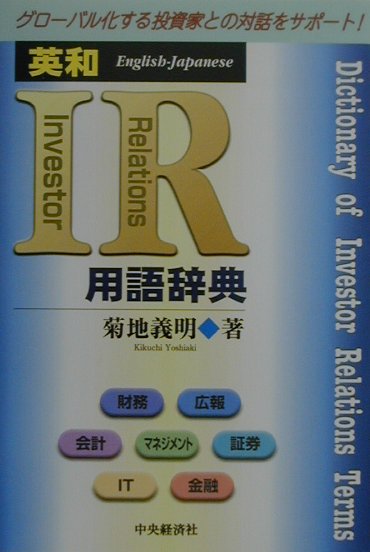 グローバル化する投資家との対話をサポート！
英和
English-Japanese
IR
Investor
Relations
用語辞典
菊地義明◆著
Kikuchi Yoshiaki
Dictionary of Investor Relations Terms
財務
広報
会計
マネジメント
証券
IT
金融
中央経済社